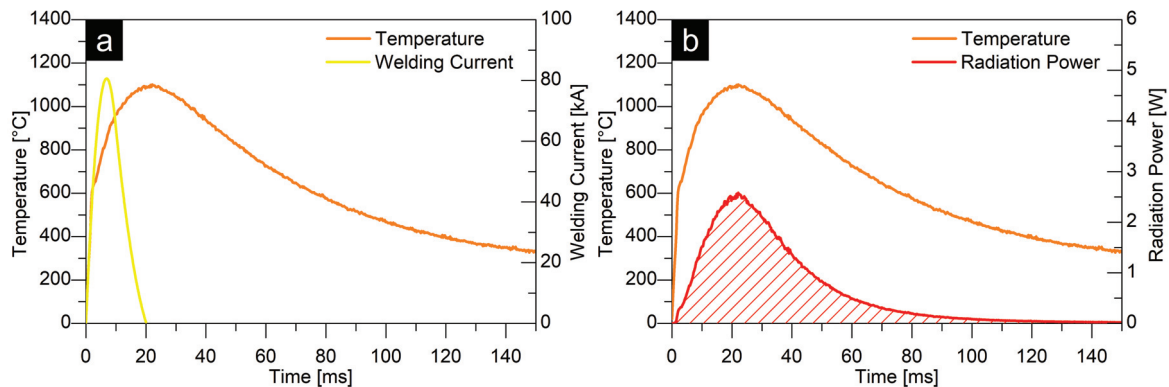 a
Temperature
Welding Current
1400
1200
1100
800
600
400
200
0
Temperature [°C]
100
80
60
40
20
0
Welding Current [kA]
0 20 40 60 80 100 120 140
Time [ms]
b
Temperature
Radiation Power
1400
1200
1100
800
600
400
200
0
Temperature [°C]
6
5
4
3
2
1
0
Radiation Power [W]
0 20 40 60 80 100 120 140
Time [ms]